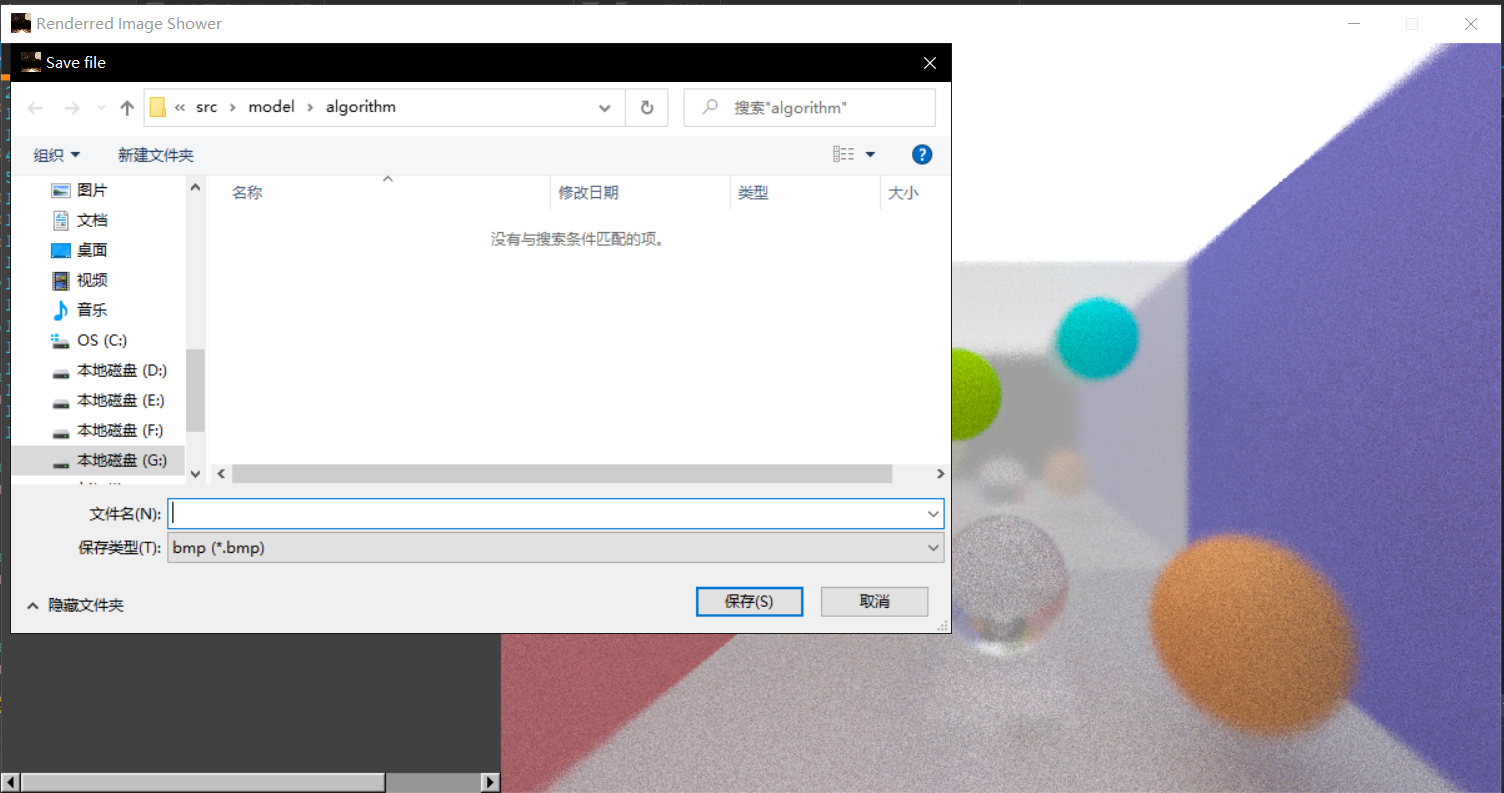 Renderred Image Shower
Save file
« src › model › algorithm
搜索"algorithm"
组织
新建文件夹
?
名称
修改日期
类型
大小
没有与搜索条件匹配的项。
图片
文档
桌面
视频
音乐
OS (C:)
本地磁盘 (D:)
本地磁盘 (E:)
本地磁盘 (F:)
本地磁盘 (G:)
文件名(N):
保存类型(T): bmp (*.bmp)
隐藏文件夹
保存(S)
取消